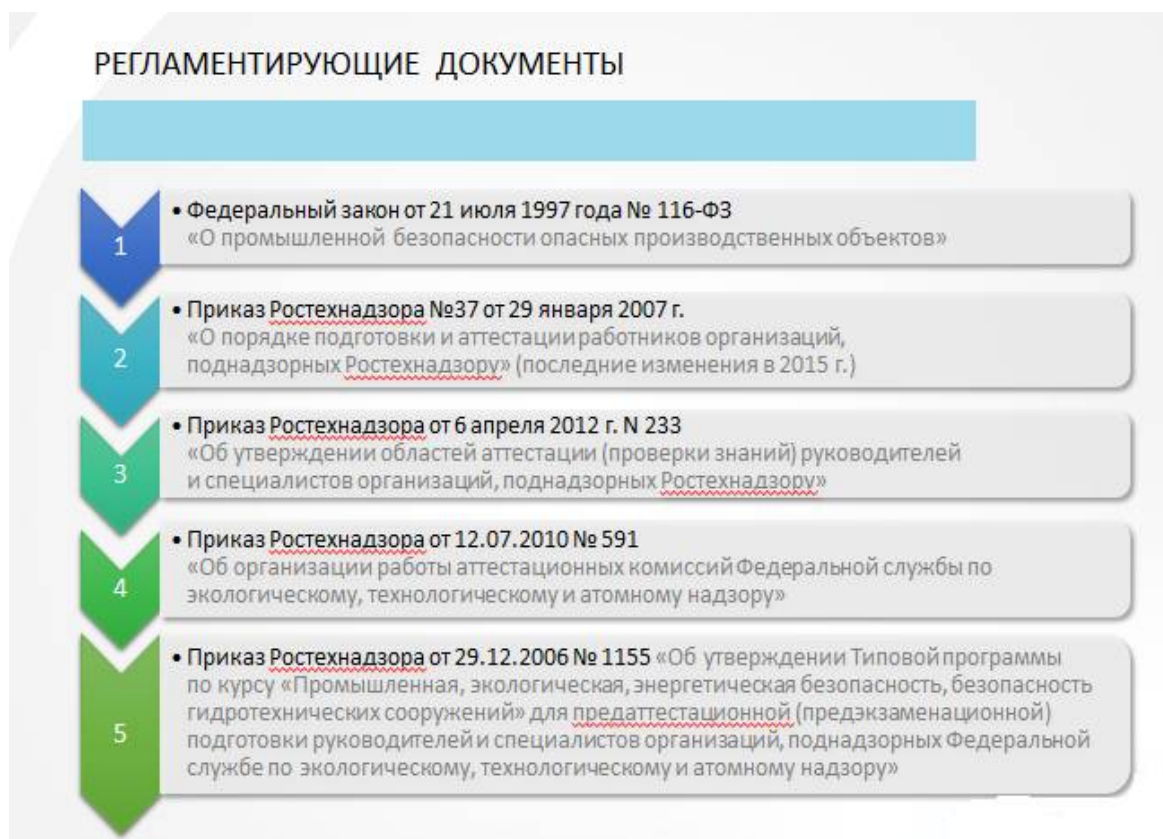 РЕГЛАМЕНТИРУЮЩИЕ ДОКУМЕНТЫ
1
• Федеральный закон от 21 июля 1997 года № 116-ФЗ
«О промышленной безопасности опасных производственных объектов»
2
• Приказ Ростехнадзора №37 от 29 января 2007 г.
«О порядке подготовки и аттестации работников организаций,
поднадзорных Ростехнадзору» (последние изменения в 2015 г.)
3
• Приказ Ростехнадзора от 6 апреля 2012 г. N 233
«Об утверждении областей аттестации (проверки знаний) руководителей
и специалистов организаций, поднадзорных Ростехнадзору»
4
• Приказ Ростехнадзора от 12.07.2010 № 591
«Об организации работы аттестационных комиссий Федеральной службы по
экологическому, технологическому и атомному надзору»
5
• Приказ Ростехнадзора от 29.12.2006 № 1155 «Об утверждении Типовой программы
по курсу «Промышленная, экологическая, энергетическая безопасность, безопасность
гидротехнических сооружений» для предаттестационной (предэкзаменационной)
подготовки руководителей и специалистов организаций, поднадзорных Федеральной
службе по экологическому, технологическому и атомному надзору»